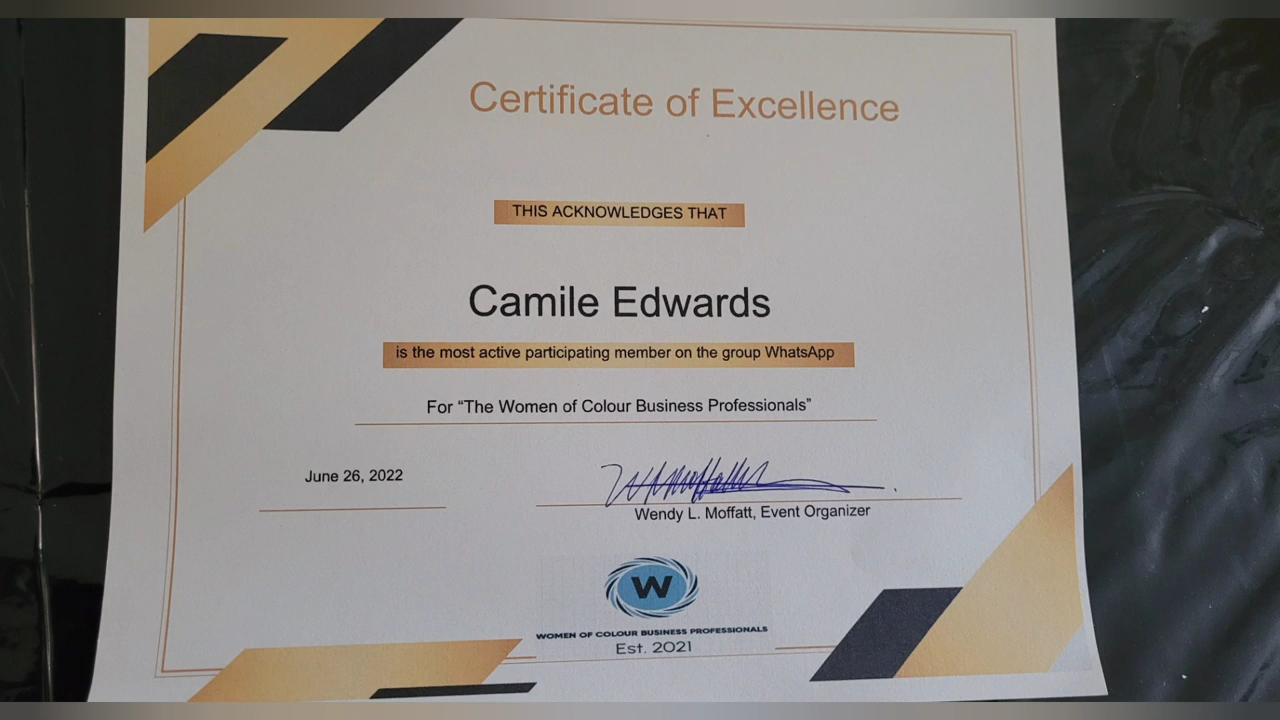 Certificate of Excellence
THIS ACKNOWLEDGES THAT
Camile Edwards
is the most active participating member on the group WhatsApp
For “The Women of Colour Business Professionals”
June 26, 2022
Wendy L. Moffatt, Event Organizer
W
WOMEN OF COLOUR BUSINESS PROFESSIONALS
Est. 2021